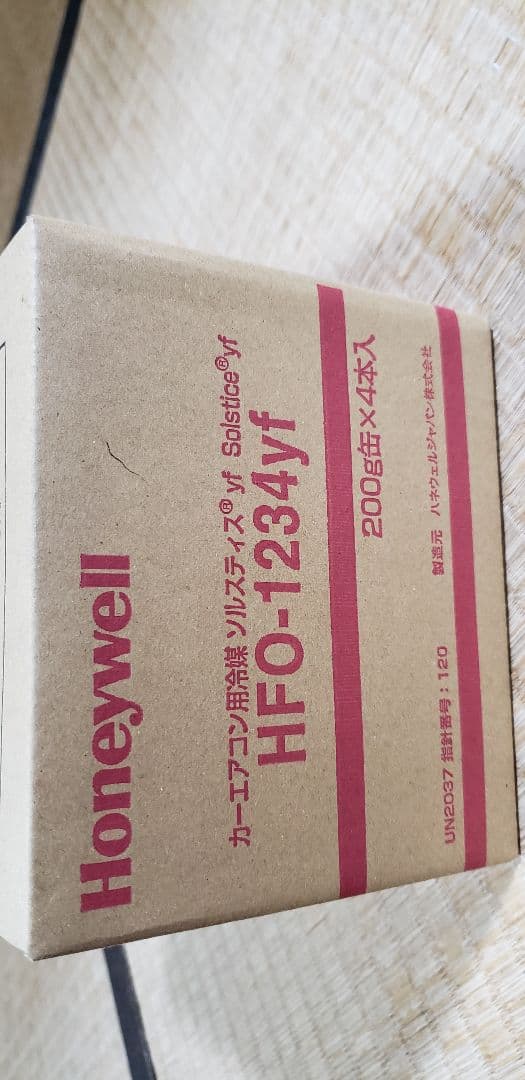 Honeywell
カーエアコン用冷媒 ソルスティス®yf Solstice®yf
HFO-1234yf
200g缶×4本入
UN2037 指針番号：120 製造元 ハネウェルジャパン株式会社